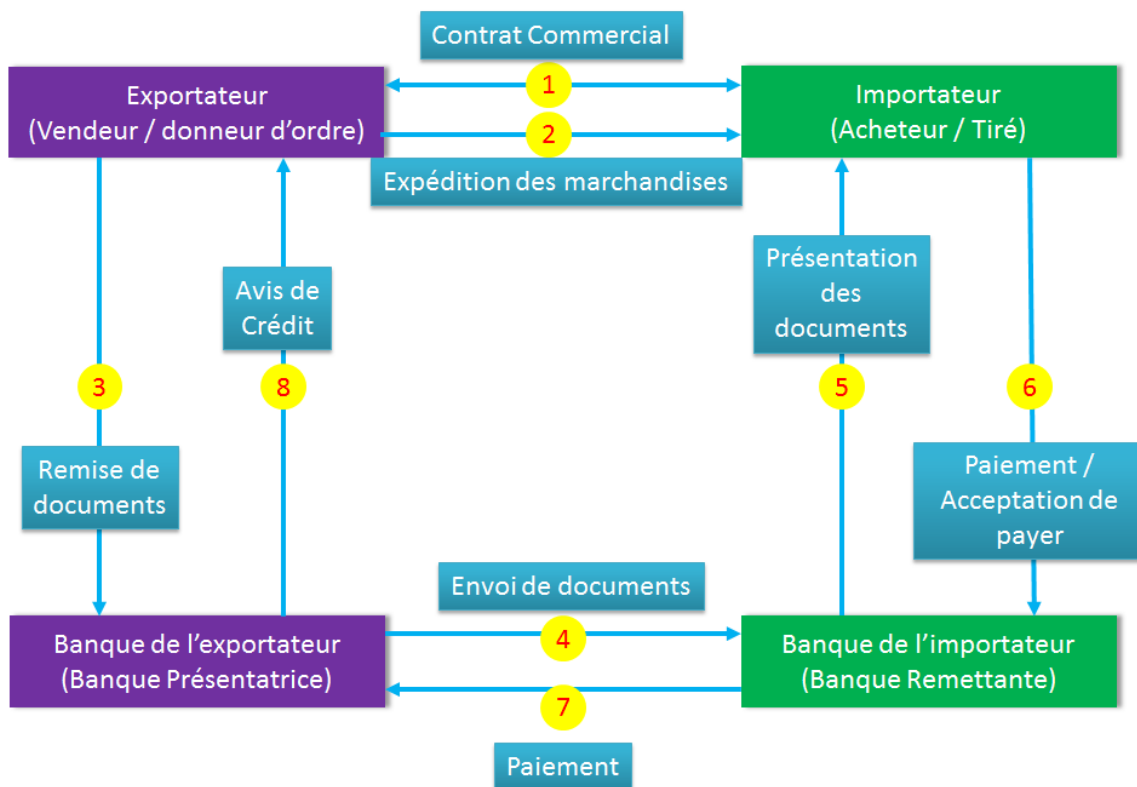 Contrat Commercial
1
Exportateur
(Vendeur / donneur d'ordre)
Importateur
(Acheteur / Tiré)
2
Expédition des marchandises
Avis de
Crédit
Présentation
des
documents
3
8
5
6
Remise de
documents
Paiement /
Acceptation de
payer
Envoi de documents
4
Banque de l'exportateur
(Banque Présentatrice)
Banque de l'importateur
(Banque Remettante)
7
Paiement